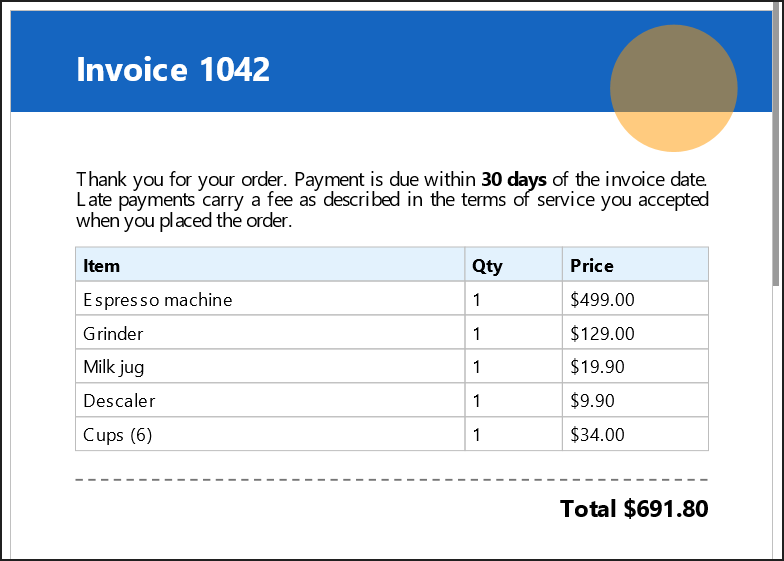 Invoice 1042
Thank you for your order. Payment is due within 30 days of the invoice date.
Late payments carry a fee as described in the terms of service you accepted
when you placed the order.
Item Qty Price
Espresso machine 1 $499.00
Grinder 1 $129.00
Milk jug 1 $19.90
Descaler 1 $9.90
Cups (6) 1 $34.00
Total $691.80